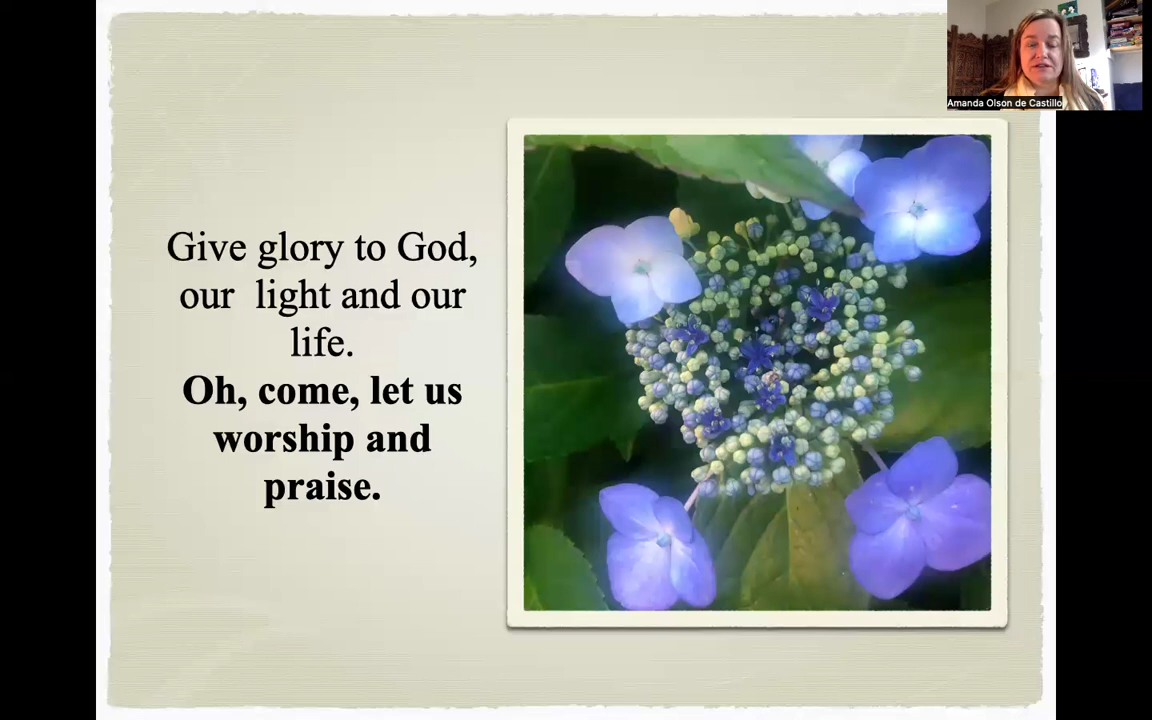 Amanda Olson de Castillo
Give glory to God,
our light and our
life.
Oh, come, let us
worship and
praise.